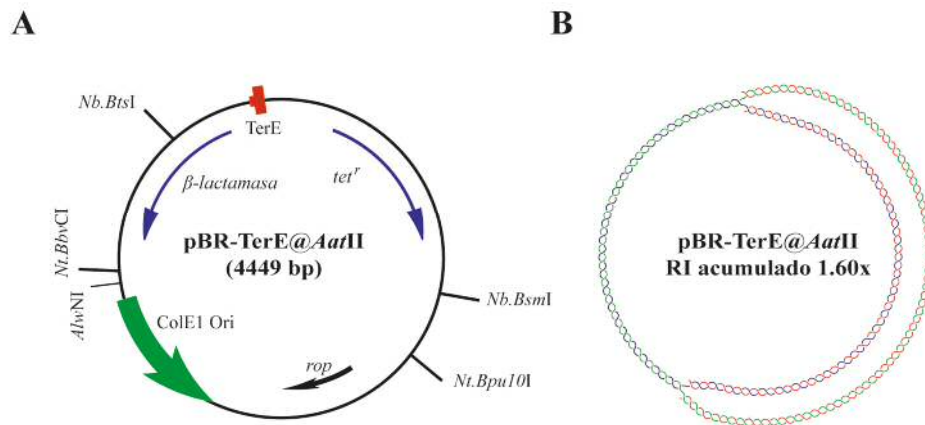 A
B
Nb.BtsI
TerE
β-lactamasa
tetʳ
pBR-TerE@AatII
(4449 bp)
pBR-TerE@AatII
RI acumulado 1.60x
Nt.BbvCI
AlwNI
Nb.BsmI
ColE1 Ori
rop
Nt.Bpu10I